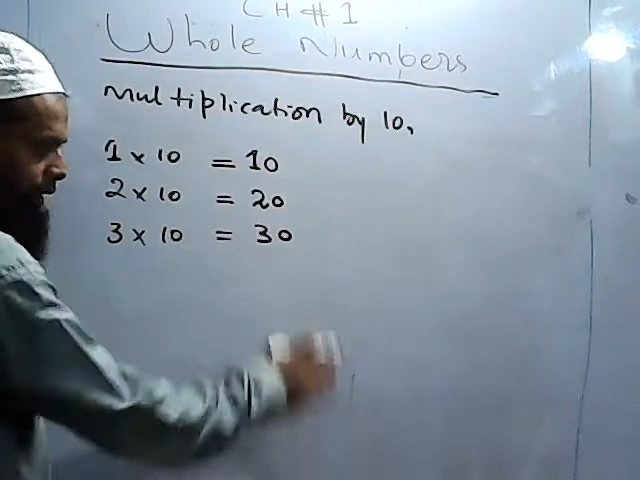 CH#1
Whole Numbers
Multiplication by 10,
1 × 10 = 10
2 × 10 = 20
3 × 10 = 30